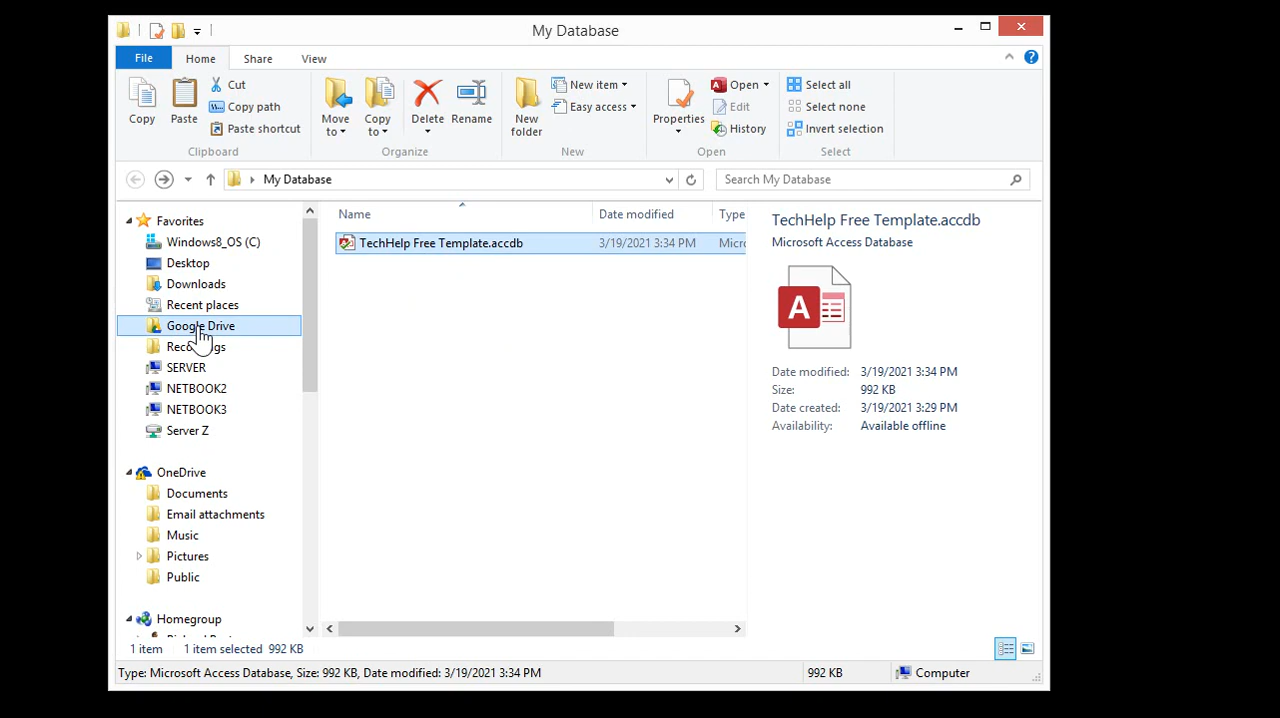 My Database
File
Home
Share
View
Copy
Paste
Cut
Copy path
Paste shortcut
Clipboard
Move to
Copy to
Delete
Rename
Organize
New folder
New item
Easy access
New
Properties
Open
Edit
History
Open
Select all
Select none
Invert selection
Select
My Database
Search My Database
Favorites
Windows8_OS (C)
Desktop
Downloads
Recent places
Google Drive
SERVER
NETBOOK2
NETBOOK3
Server Z
OneDrive
Documents
Email attachments
Music
Pictures
Public
Homegroup
Name
Date modified
Type
TechHelp Free Template.accdb
3/19/2021 3:34 PM
Micro
TechHelp Free Template.accdb
Microsoft Access Database
A
Date modified: 3/19/2021 3:34 PM
Size: 992 KB
Date created: 3/19/2021 3:29 PM
Availability: Available offline
1 item
1 item selected 992 KB
Type: Microsoft Access Database, Size: 992 KB, Date modified: 3/19/2021 3:34 PM
992 KB
Computer